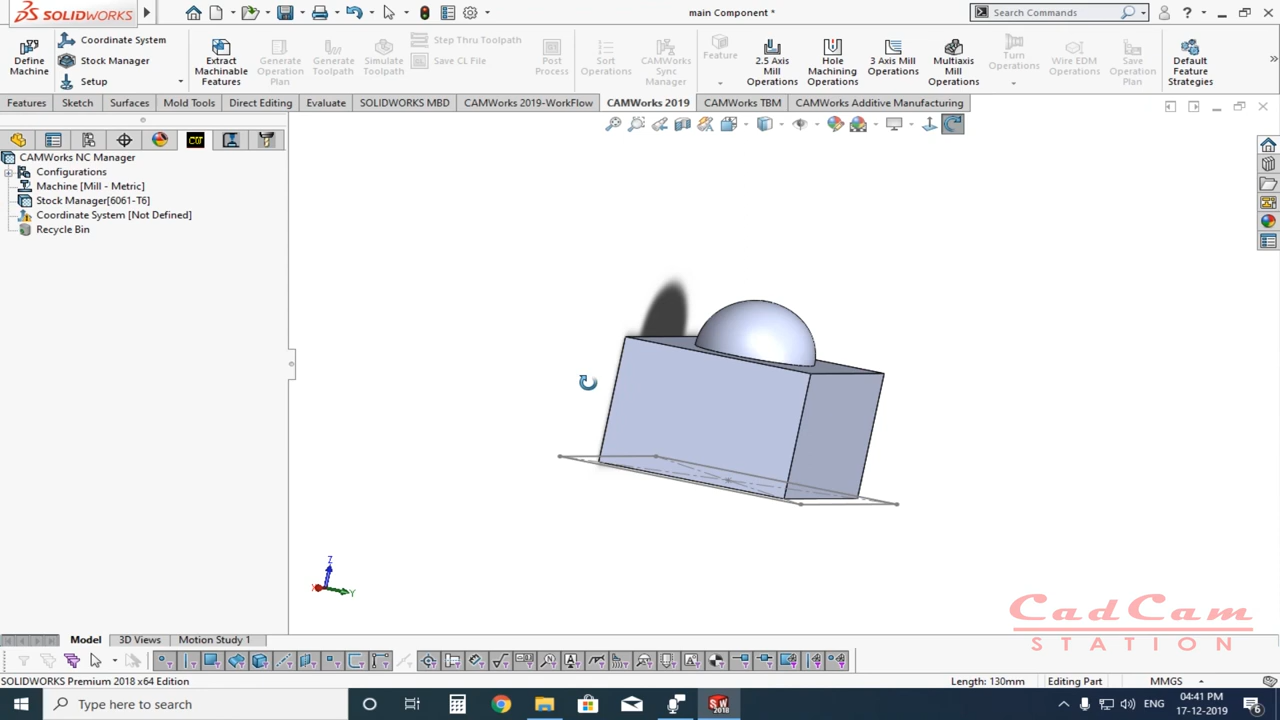 SOLIDWORKS
main Component *
Search Commands
Define Machine
Coordinate System
Stock Manager
Setup
Extract Machinable Features
Generate Operation Plan
Generate Toolpath
Simulate Toolpath
Step Thru Toolpath
Save CL File
Post Process
Sort Operations
CAMWorks Sync Manager
Feature
2.5 Axis Mill Operations
Hole Machining Operations
3 Axis Mill Operations
Multiaxis Mill Operations
Turn Operations
Wire EDM Operations
Save Operation Plan
Default Feature Strategies
Features
Sketch
Surfaces
Mold Tools
Direct Editing
Evaluate
SOLIDWORKS MBD
CAMWorks 2019-WorkFlow
CAMWorks 2019
CAMWorks TBM
CAMWorks Additive Manufacturing
CAMWorks NC Manager
Configurations
Machine [Mill - Metric]
Stock Manager[6061-T6]
Coordinate System [Not Defined]
Recycle Bin
Z
X
Y
CadCam
STATION
Model
3D Views
Motion Study 1
SOLIDWORKS Premium 2018 x64 Edition
Length: 130mm
Editing Part
MMGS
Type here to search
ENG
04:41 PM
17-12-2019
6